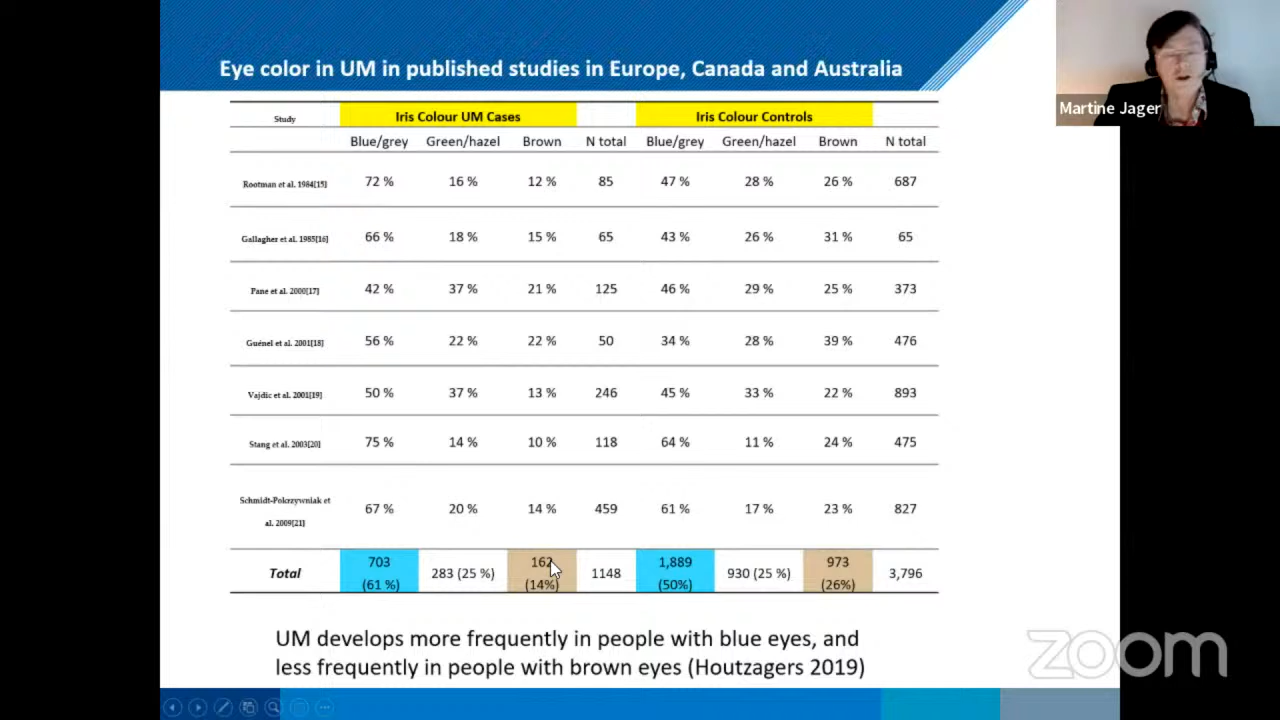 Eye color in UM in published studies in Europe, Canada and Australia
Martine Jager
Study Iris Colour UM Cases Iris Colour Controls
Blue/grey Green/hazel Brown N total Blue/grey Green/hazel Brown N total
Rootman et al. 1984[15] 72 % 16 % 12 % 85 47 % 28 % 26 % 687
Gallagher et al. 1985[16] 66 % 18 % 15 % 65 43 % 26 % 31 % 65
Pane et al. 2000[17] 42 % 37 % 21 % 125 46 % 29 % 25 % 373
Guénel et al. 2001[18] 56 % 22 % 22 % 50 34 % 28 % 39 % 476
Vajdic et al. 2001[19] 50 % 37 % 13 % 246 45 % 33 % 22 % 893
Stang et al. 2003[20] 75 % 14 % 10 % 118 64 % 11 % 24 % 475
Schmidt-Pokrzywniak et
al. 2009[21] 67 % 20 % 14 % 459 61 % 17 % 23 % 827
703 162 1,889 973
Total 283 (25 %) 1148 930 (25 %) 3,796
(61 %) (14%) (50%) (26%)
UM develops more frequently in people with blue eyes, and
less frequently in people with brown eyes (Houtzagers 2019)
zoom